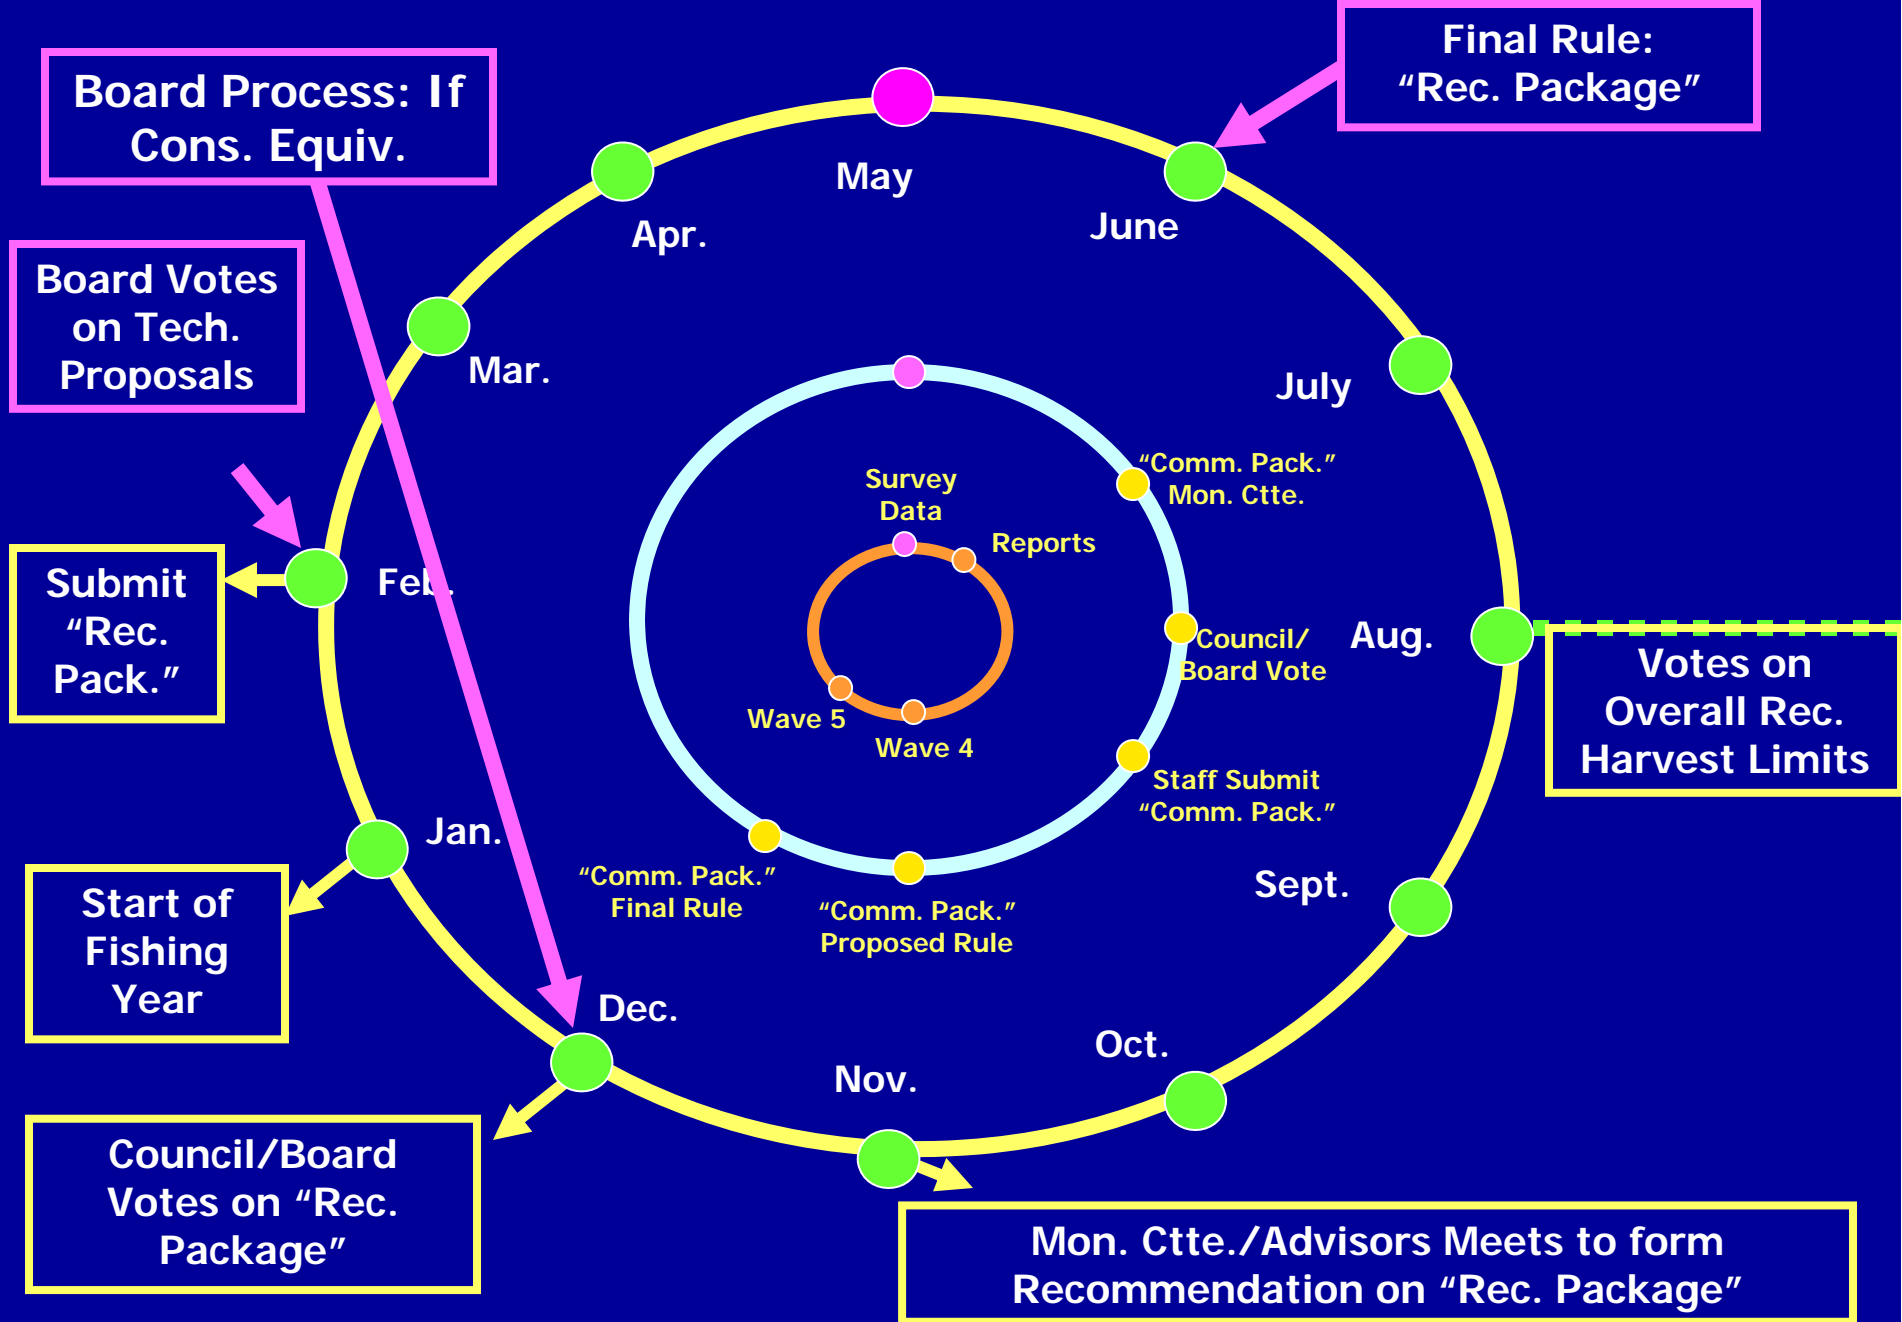 Final Rule:
“Rec. Package”
Board Process: If
Cons. Equiv.
May
Apr.
June
Board Votes
on Tech.
Proposals
Mar.
July
“Comm. Pack.”
Mon. Ctte.
Survey
Data
Reports
Submit
“Rec.
Pack.”
Feb.
Council/
Board Vote
Aug.
Votes on
Overall Rec.
Harvest Limits
Wave 5
Wave 4
Staff Submit
“Comm. Pack.”
Jan.
“Comm. Pack.”
Final Rule
“Comm. Pack.”
Proposed Rule
Sept.
Start of
Fishing
Year
Dec.
Oct.
Nov.
Council/Board
Votes on “Rec.
Package”
Mon. Ctte./Advisors Meets to form
Recommendation on “Rec. Package”